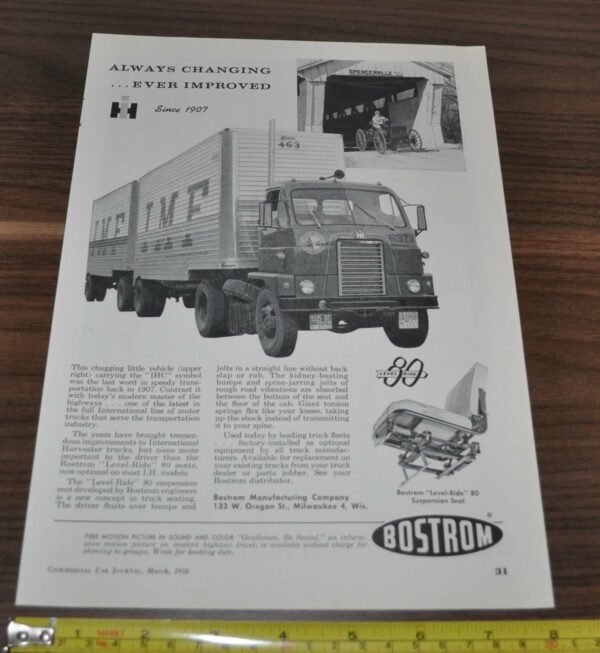 ALWAYS CHANGING
...EVER IMPROVED
IH
Since 1907
SPENCERVILLE
463
I.M.F
I.M.F
IH
This chugging little vehicle (upper
right) carrying the "IHC" symbol
was the last word in speedy trans-
portation back in 1907. Contrast it
with today's modern master of the
highways . . . one of the latest in
the full International line of motor
trucks that serve the transportation
industry.
The years have brought tremen-
dous improvements to International
Harvester trucks, but none more
important to the driver than the
Bostrom "Level-Ride" 80 seats,
now optional on most I.H. models.
The "Level-Ride" 80 suspension
seat developed by Bostrom engineers
is a new concept in truck seating.
The driver floats over bumps and
jolts in a straight line without back
slap or rub. The kidney-busting
bumps and spine-jarring jolts of
rough road vibrations are absorbed
between the bottom of the seat and
the floor of the cab. Giant torsion
springs flex like your knees, taking
up the shock instead of transmitting
it to your spine.
Used today by leading truck fleets
. . . factory-installed as optional
equipment by all truck manufac-
turers. Available for replacement on
your existing trucks from your truck
dealer or parts jobber. See your
Bostrom distributor.
Bostrom Manufacturing Company
133 W. Oregon St., Milwaukee 4, Wis.
LEVEL RIDE
80
Bostrom "Level-Ride" 80
Suspension Seat
FREE MOTION PICTURE IN SOUND AND COLOR "Gentlemen, Be Seated," an inform-
ative motion picture on modern highway travel, is available without charge for
showing to groups. Write for booking date.
BOSTROM
®
COMMERCIAL CAR JOURNAL, March, 1958
31
1 2 3 4 5 6 7 8